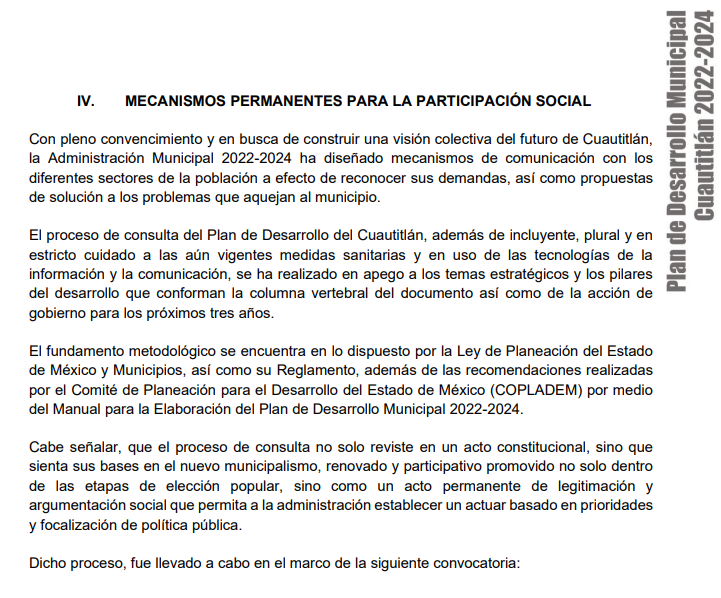 Plan de Desarrollo Municipal
Cuautitlán 2022-2024
IV. MECANISMOS PERMANENTES PARA LA PARTICIPACIÓN SOCIAL
Con pleno convencimiento y en busca de construir una visión colectiva del futuro de Cuautitlán,
la Administración Municipal 2022-2024 ha diseñado mecanismos de comunicación con los
diferentes sectores de la población a efecto de reconocer sus demandas, así como propuestas
de solución a los problemas que aquejan al municipio.
El proceso de consulta del Plan de Desarrollo del Cuautitlán, además de incluyente, plural y en
estricto cuidado a las aún vigentes medidas sanitarias y en uso de las tecnologías de la
información y la comunicación, se ha realizado en apego a los temas estratégicos y los pilares
del desarrollo que conforman la columna vertebral del documento así como de la acción de
gobierno para los próximos tres años.
El fundamento metodológico se encuentra en lo dispuesto por la Ley de Planeación del Estado
de México y Municipios, así como su Reglamento, además de las recomendaciones realizadas
por el Comité de Planeación para el Desarrollo del Estado de México (COPLADEM) por medio
del Manual para la Elaboración del Plan de Desarrollo Municipal 2022-2024.
Cabe señalar, que el proceso de consulta no solo reviste en un acto constitucional, sino que
sienta sus bases en el nuevo municipalismo, renovado y participativo promovido no solo dentro
de las etapas de elección popular, sino como un acto permanente de legitimación y
argumentación social que permita a la administración establecer un actuar basado en prioridades
y focalización de política pública.
Dicho proceso, fue llevado a cabo en el marco de la siguiente convocatoria: